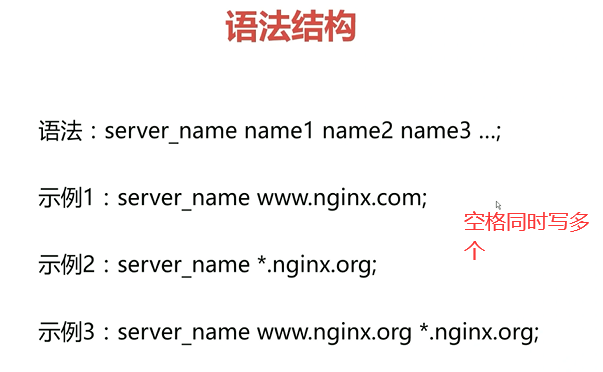 语法结构
语法：server_name name1 name2 name3 ...;
示例1：server_name www.nginx.com;
空格同时写多
个
示例2：server_name *.nginx.org;
示例3：server_name www.nginx.org *.nginx.org;